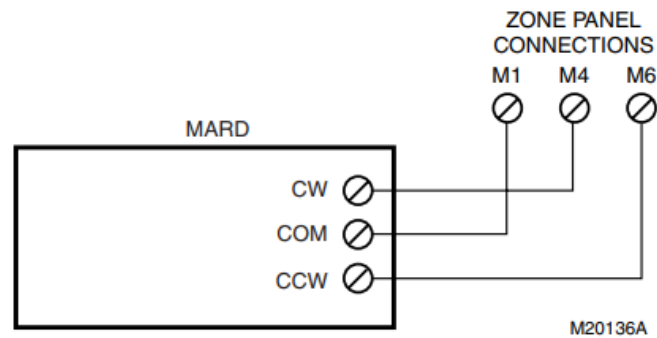 ZONE PANEL
CONNECTIONS
M1 M4 M6
MARD
CW
COM
CCW
M20136A